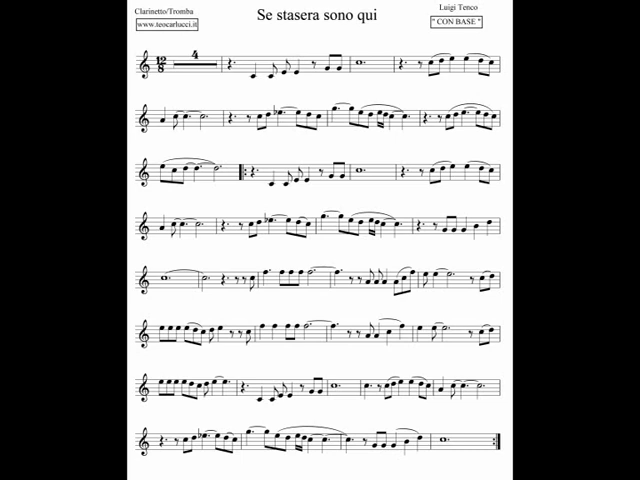 Clarinetto/Tromba
www.teocarlucci.it
Se stasera sono qui
Luigi Tenco
" CON BASE "
4
12
8